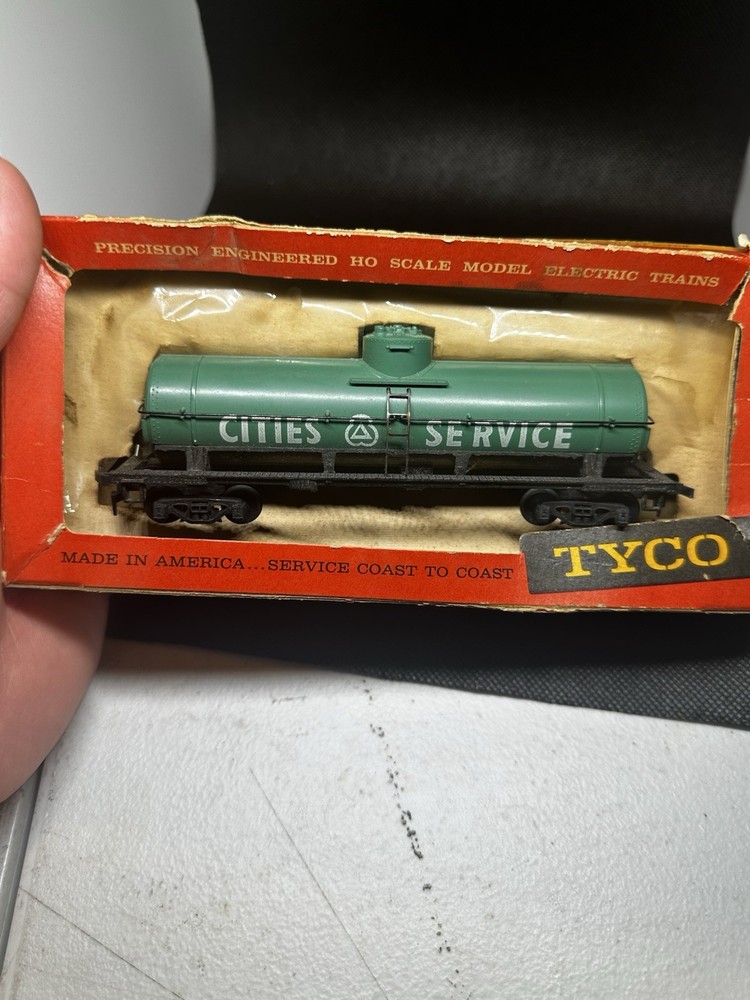 PRECISION ENGINEERED HO SCALE MODEL ELECTRIC TRAINS
CITIES SERVICE
MADE IN AMERICA...SERVICE COAST TO COAST
TYCO